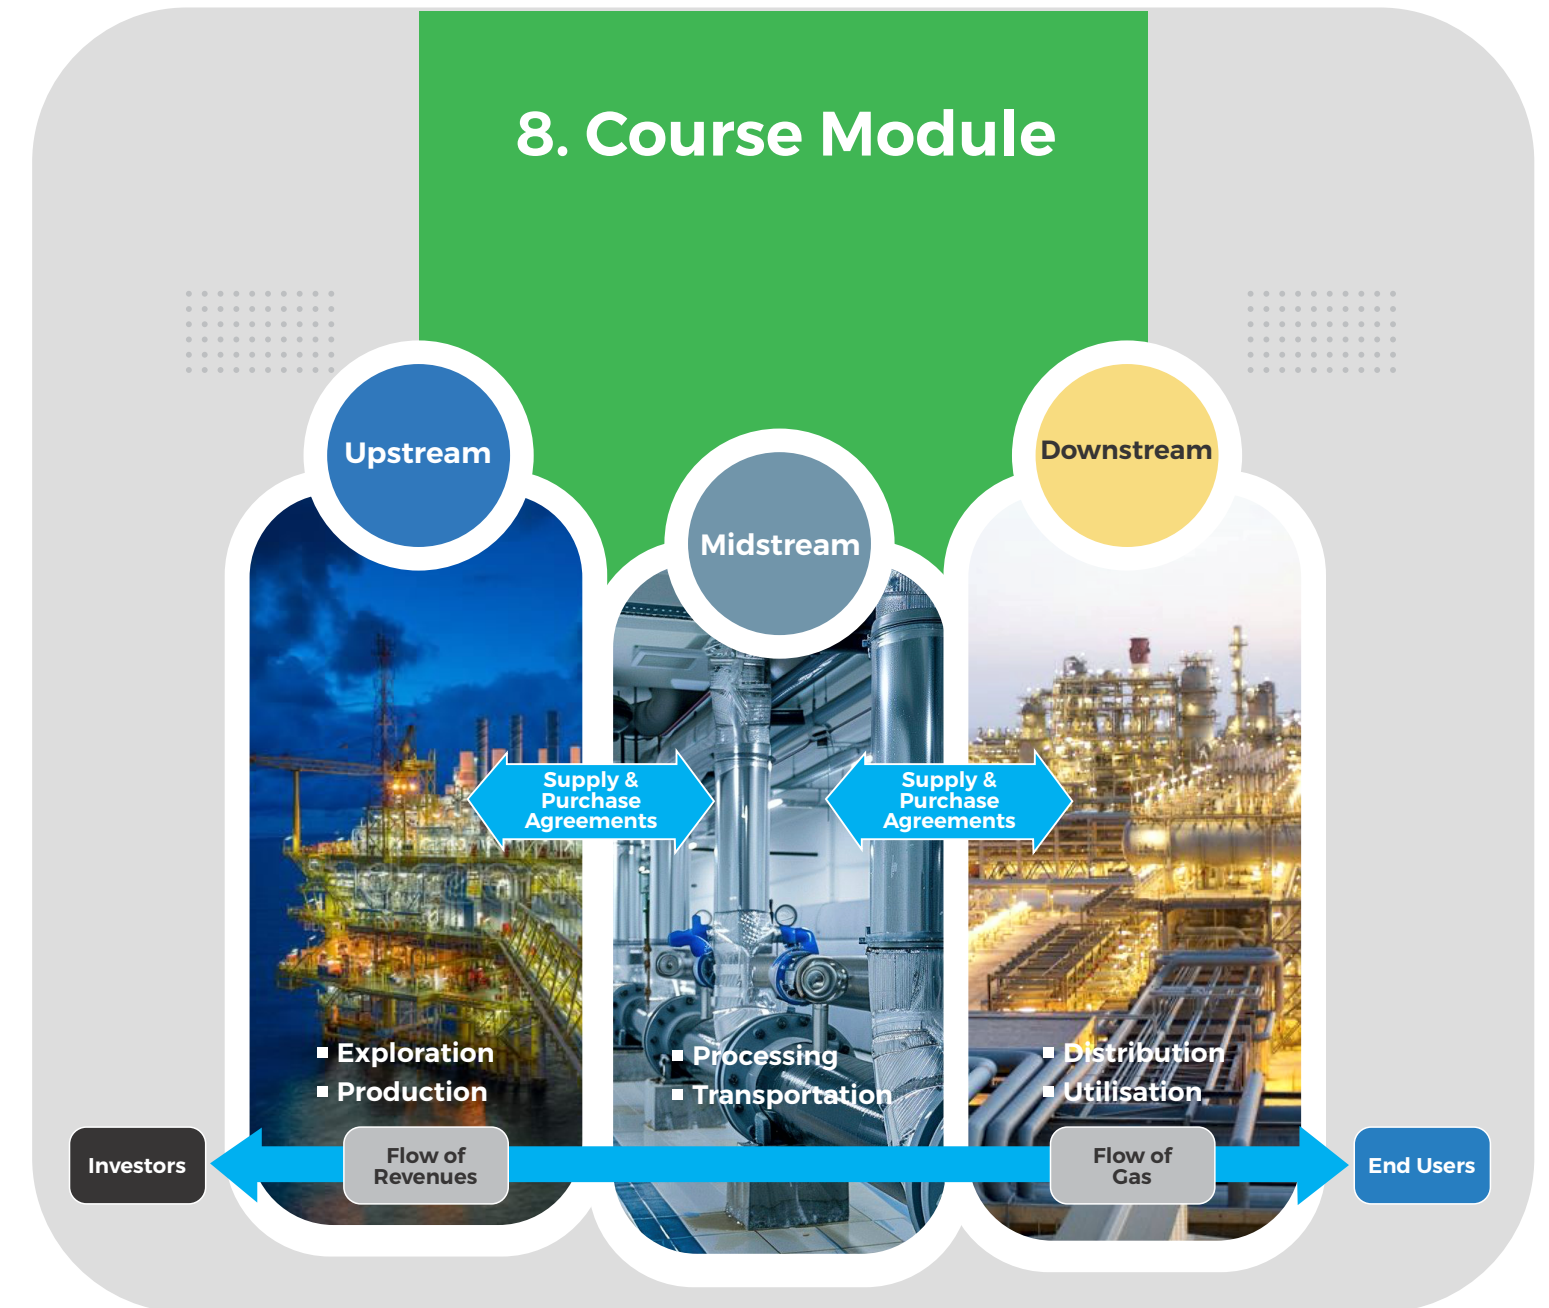 8. Course Module
Upstream
Midstream
Downstream
Supply &
Purchase
Agreements
Supply &
Purchase
Agreements
▪ Exploration
▪ Production
▪ Processing
▪ Transportation
▪ Distribution
▪ Utilisation
Investors
Flow of
Revenues
Flow of
Gas
End Users